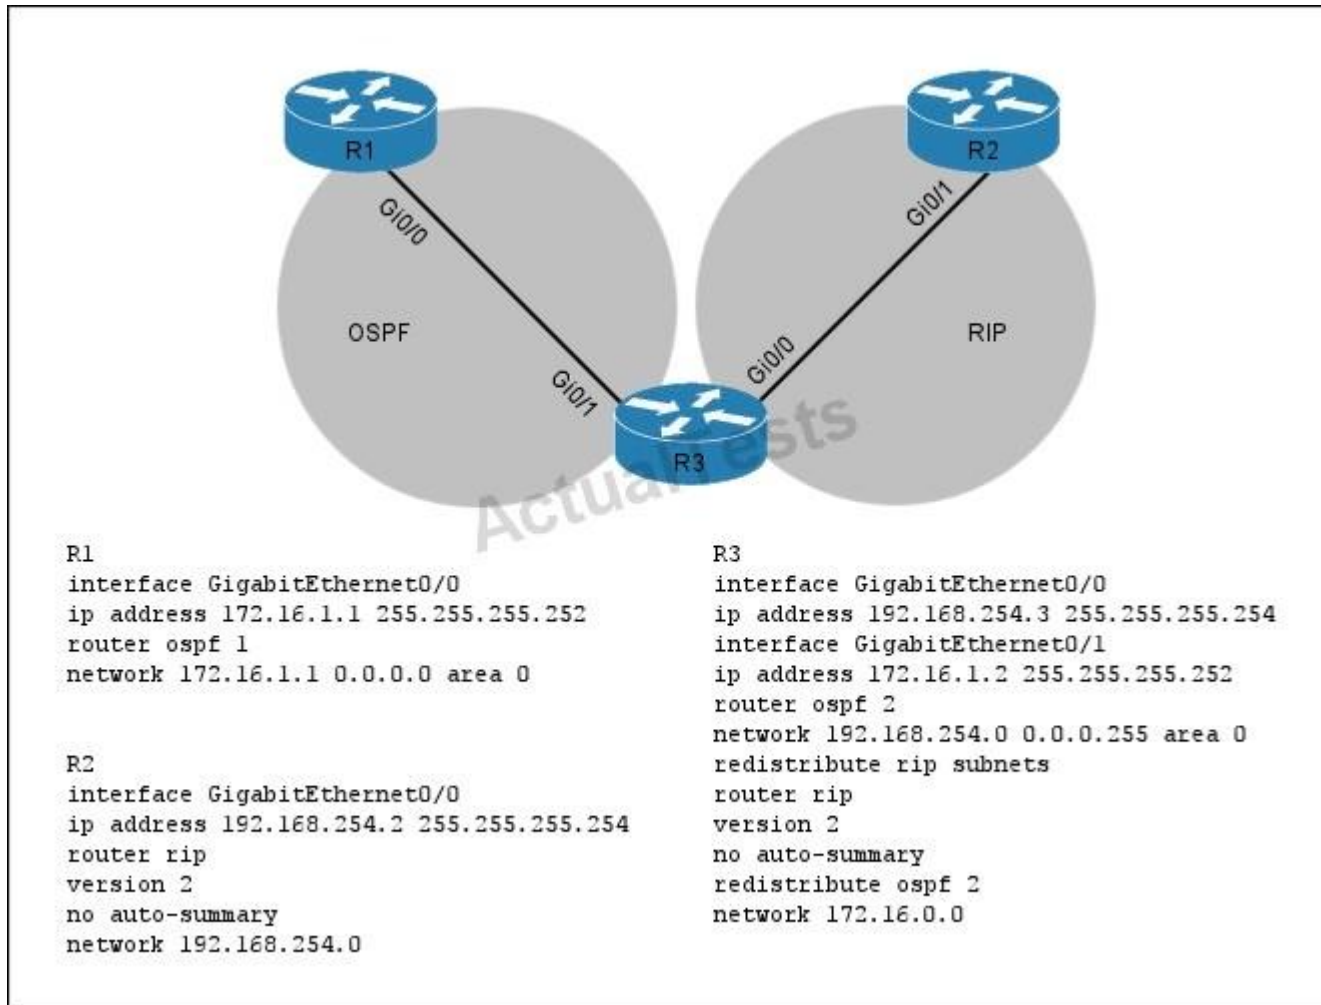 R1
R2
Gi0/0
Gi0/1
OSPF
RIP
Gi0/1
Gi0/0
R3
ActualTests
R1
interface GigabitEthernet0/0
ip address 172.16.1.1 255.255.255.252
router ospf 1
network 172.16.1.1 0.0.0.0 area 0
R2
interface GigabitEthernet0/0
ip address 192.168.254.2 255.255.255.254
router rip
version 2
no auto-summary
network 192.168.254.0
R3
interface GigabitEthernet0/0
ip address 192.168.254.3 255.255.255.254
interface GigabitEthernet0/1
ip address 172.16.1.2 255.255.255.252
router ospf 2
network 192.168.254.0 0.0.0.255 area 0
redistribute rip subnets
router rip
version 2
no auto-summary
redistribute ospf 2
network 172.16.0.0